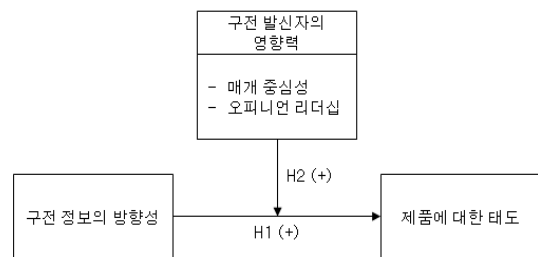 구전 발신자의
영향력
- 매개 중심성
- 오피니언 리더십
H2 (+)
구전 정보의 방향성
H1 (+)
제품에 대한 태도